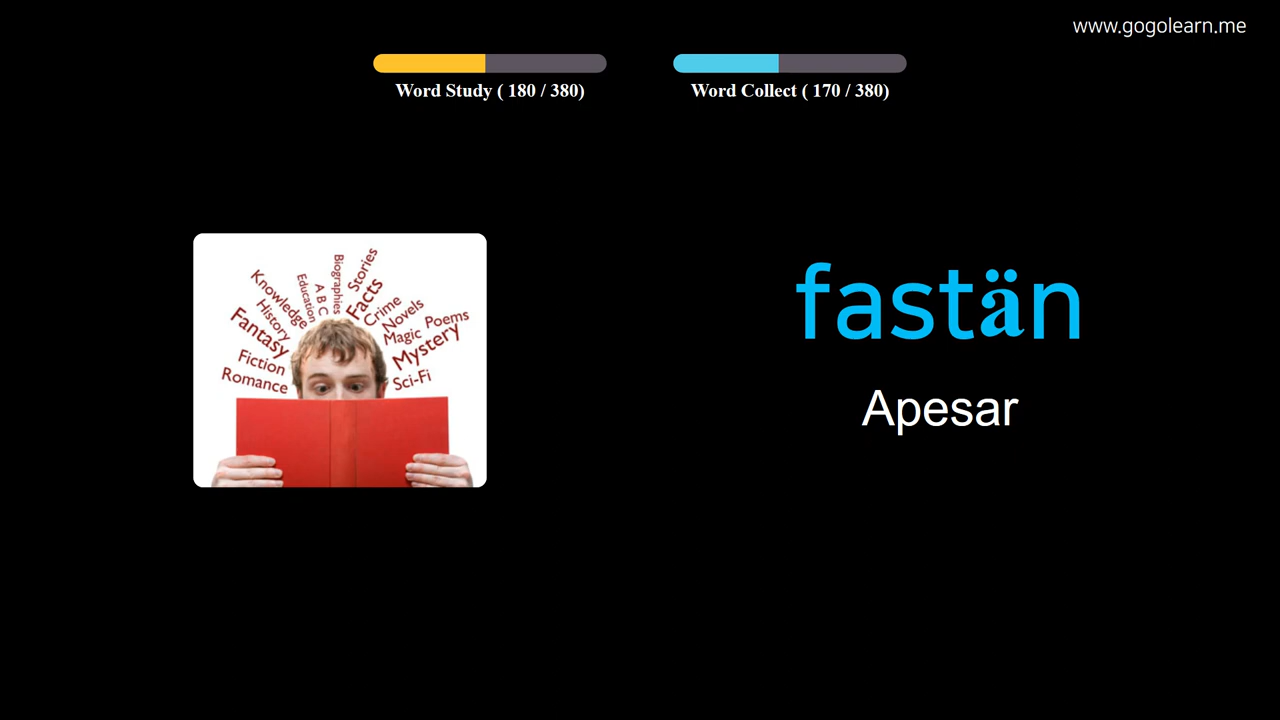 www.gogolearn.me
Word Study ( 180 / 380)
Word Collect ( 170 / 380)
Knowledge
History
Fantasy
Fiction
Romance
Education
A B C
Biographies
Stories
Facts
Crime
Novels
Magic
Poems
Mystery
Sci-Fi
fastän
Apesar